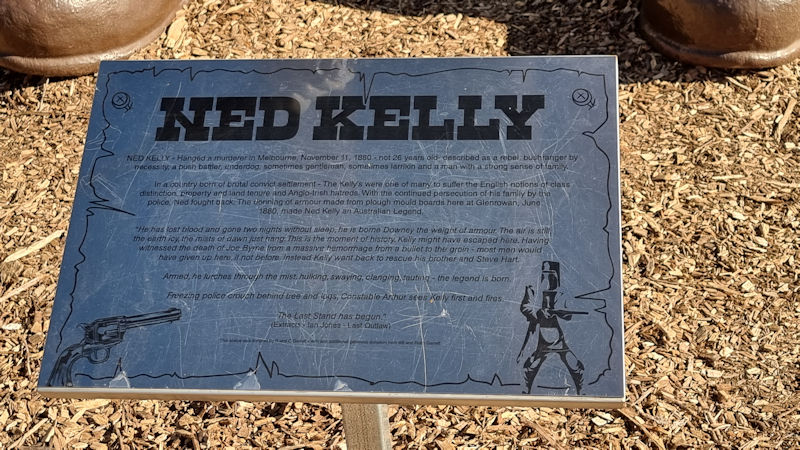 NED KELLY
NED KELLY - Hanged a murderer in Melbourne, November 11, 1880 - not 26 years old- described as a rebel, bushranger by
necessity, a bush battler, underdog, sometimes gentleman, sometimes larrikin and a man with a strong sense of family.
In a country born of brutal convict settlement - The Kelly's were one of many to suffer the English notions of class
distinction, property and land tenure and Anglo-Irish hatreds. With the continued persecution of his family by the
police, Ned fought back. The donning of armour made from plough mould boards here at Glenrowan, June
1880, made Ned Kelly an Australian Legend.
"He has lost blood and gone two nights without sleep, he is borne Downey the weight of armour. The air is still,
the earth icy, the mists of dawn just hang. This is the moment of history, Kelly might have escaped here. Having
witnessed the death of Joe Byrne from a massive hemorrhage from a bullet to the groin - most men would
have given up here, if not before. Instead Kelly went back to rescue his brother and Steve Hart.
Armed, he lurches through the mist, hulking, swaying, clanging, taunting - the legend is born.
Freezing police crouch behind tree and logs, Constable Arthur sees Kelly first and fires.
The Last Stand has begun."
(Extracts - Ian Jones - Last Outlaw)